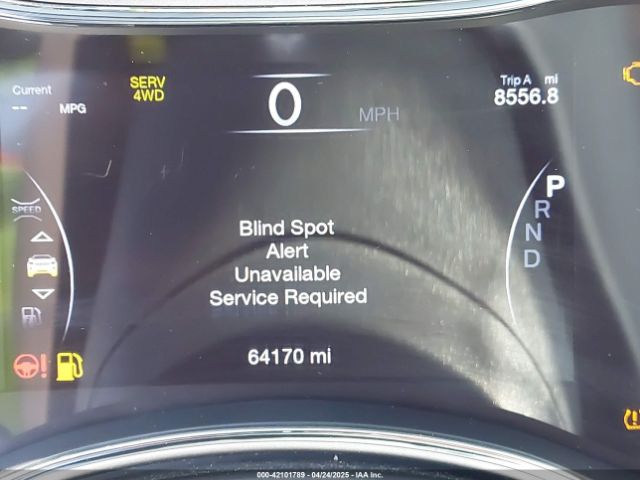 Current
-- MPG
SERV
4WD
0 MPH
Trip A mi
8556.8
SPEED
P
R
N
D
Blind Spot
Alert
Unavailable
Service Required
64170 mi
000-42101789 - 04/24/2025 - IAA Inc.